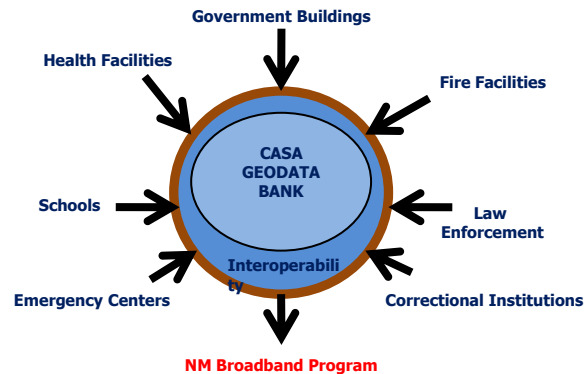 Government Buildings
Health Facilities
Fire Facilities
CASA
GEODATA
BANK
Schools
Law
Enforcement
Interoperabili
ty
Emergency Centers
Correctional Institutions
NM Broadband Program